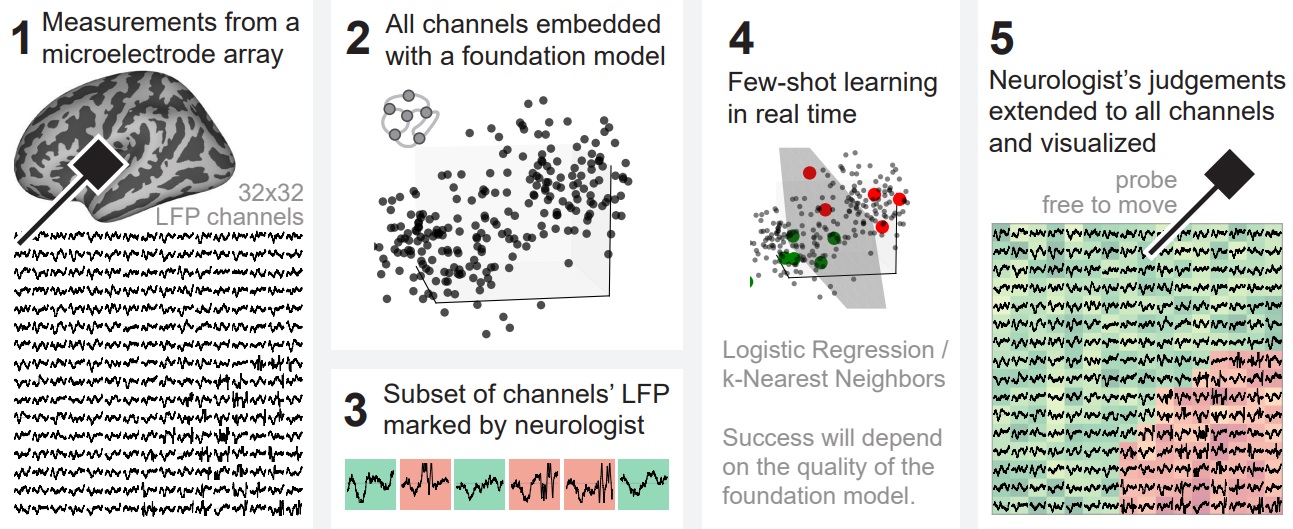 1 Measurements from a
microelectrode array
32x32
LFP channels
2 All channels embedded
with a foundation model
3 Subset of channels’ LFP
marked by neurologist
4
Few-shot learning
in real time
Logistic Regression /
k-Nearest Neighbors
Success will depend
on the quality of the
foundation model.
5
Neurologist’s judgements
extended to all channels
and visualized
probe
free to move